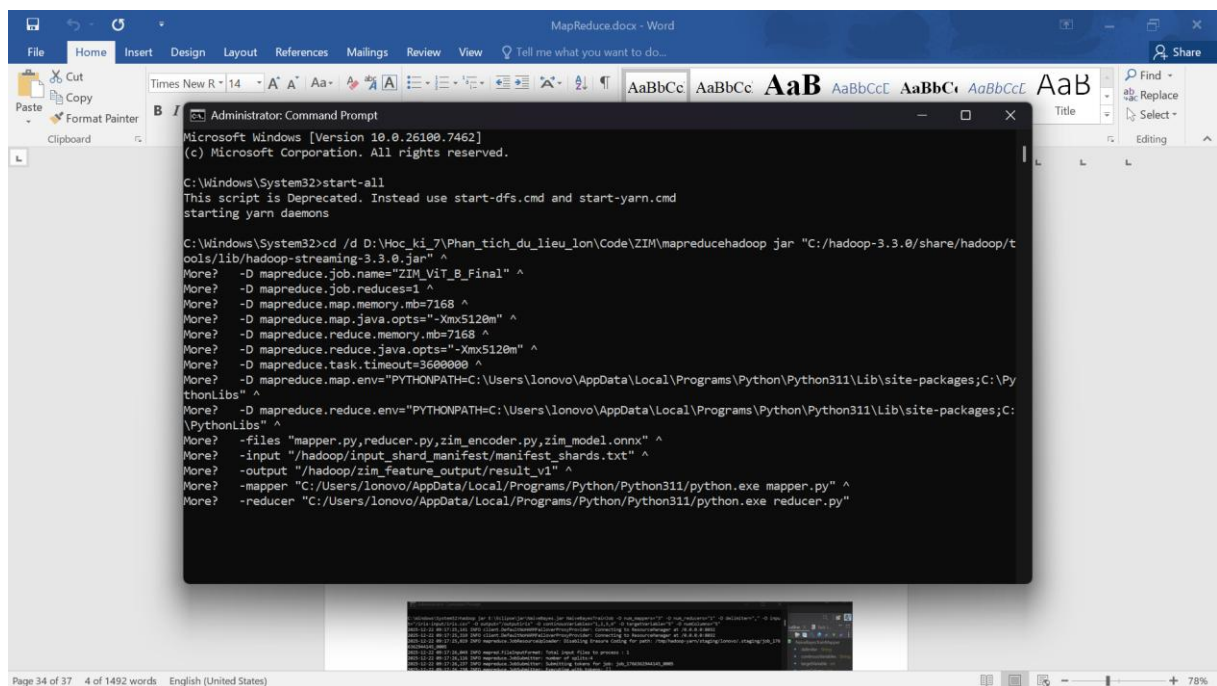 MapReduce.docx - Word
File Home Insert Design Layout References Mailings Review View Tell me what you want to do... Share
Cut
Copy
Format Painter
Paste
Clipboard
Times New R 14
AaBbCc AaBbCc AaB AaBbCcD AaBbC AaBbCcD AaB
Title
Find
Replace
Select
Editing
Administrator: Command Prompt
Microsoft Windows [Version 10.0.26100.7462]
(c) Microsoft Corporation. All rights reserved.
C:\Windows\System32>start-all
This script is Deprecated. Instead use start-dfs.cmd and start-yarn.cmd
starting yarn daemons
C:\Windows\System32>cd /d D:\Hoc_ki_7\Phan_tich_du_lieu_lon\Code\ZIM\mapreducehadoop jar "C:/hadoop-3.3.0/share/hadoop/t
ools/lib/hadoop-streaming-3.3.0.jar" ^
More?   -D mapreduce.job.name="ZIM_ViT_B_Final" ^
More?   -D mapreduce.job.reduces=1 ^
More?   -D mapreduce.map.memory.mb=7168 ^
More?   -D mapreduce.map.java.opts="-Xmx5120m" ^
More?   -D mapreduce.reduce.memory.mb=7168 ^
More?   -D mapreduce.reduce.java.opts="-Xmx5120m" ^
More?   -D mapreduce.task.timeout=3600000 ^
More?   -D mapreduce.map.env="PYTHONPATH=C:\Users\lonovo\AppData\Local\Programs\Python\Python311\Lib\site-packages;C:\Py
thonLibs" ^
More?   -D mapreduce.reduce.env="PYTHONPATH=C:\Users\lonovo\AppData\Local\Programs\Python\Python311\Lib\site-packages;C:
\PythonLibs" ^
More?   -files "mapper.py,reducer.py,zim_encoder.py,zim_model.onnx" ^
More?   -input "/hadoop/input_shard_manifest/manifest_shards.txt" ^
More?   -output "/hadoop/zim_feature_output/result_v1" ^
More?   -mapper "C:/Users/lonovo/AppData/Local/Programs/Python/Python311/python.exe mapper.py" ^
More?   -reducer "C:/Users/lonovo/AppData/Local/Programs/Python/Python311/python.exe reducer.py"
Page 34 of 37 4 of 1492 words English (United States) 78%